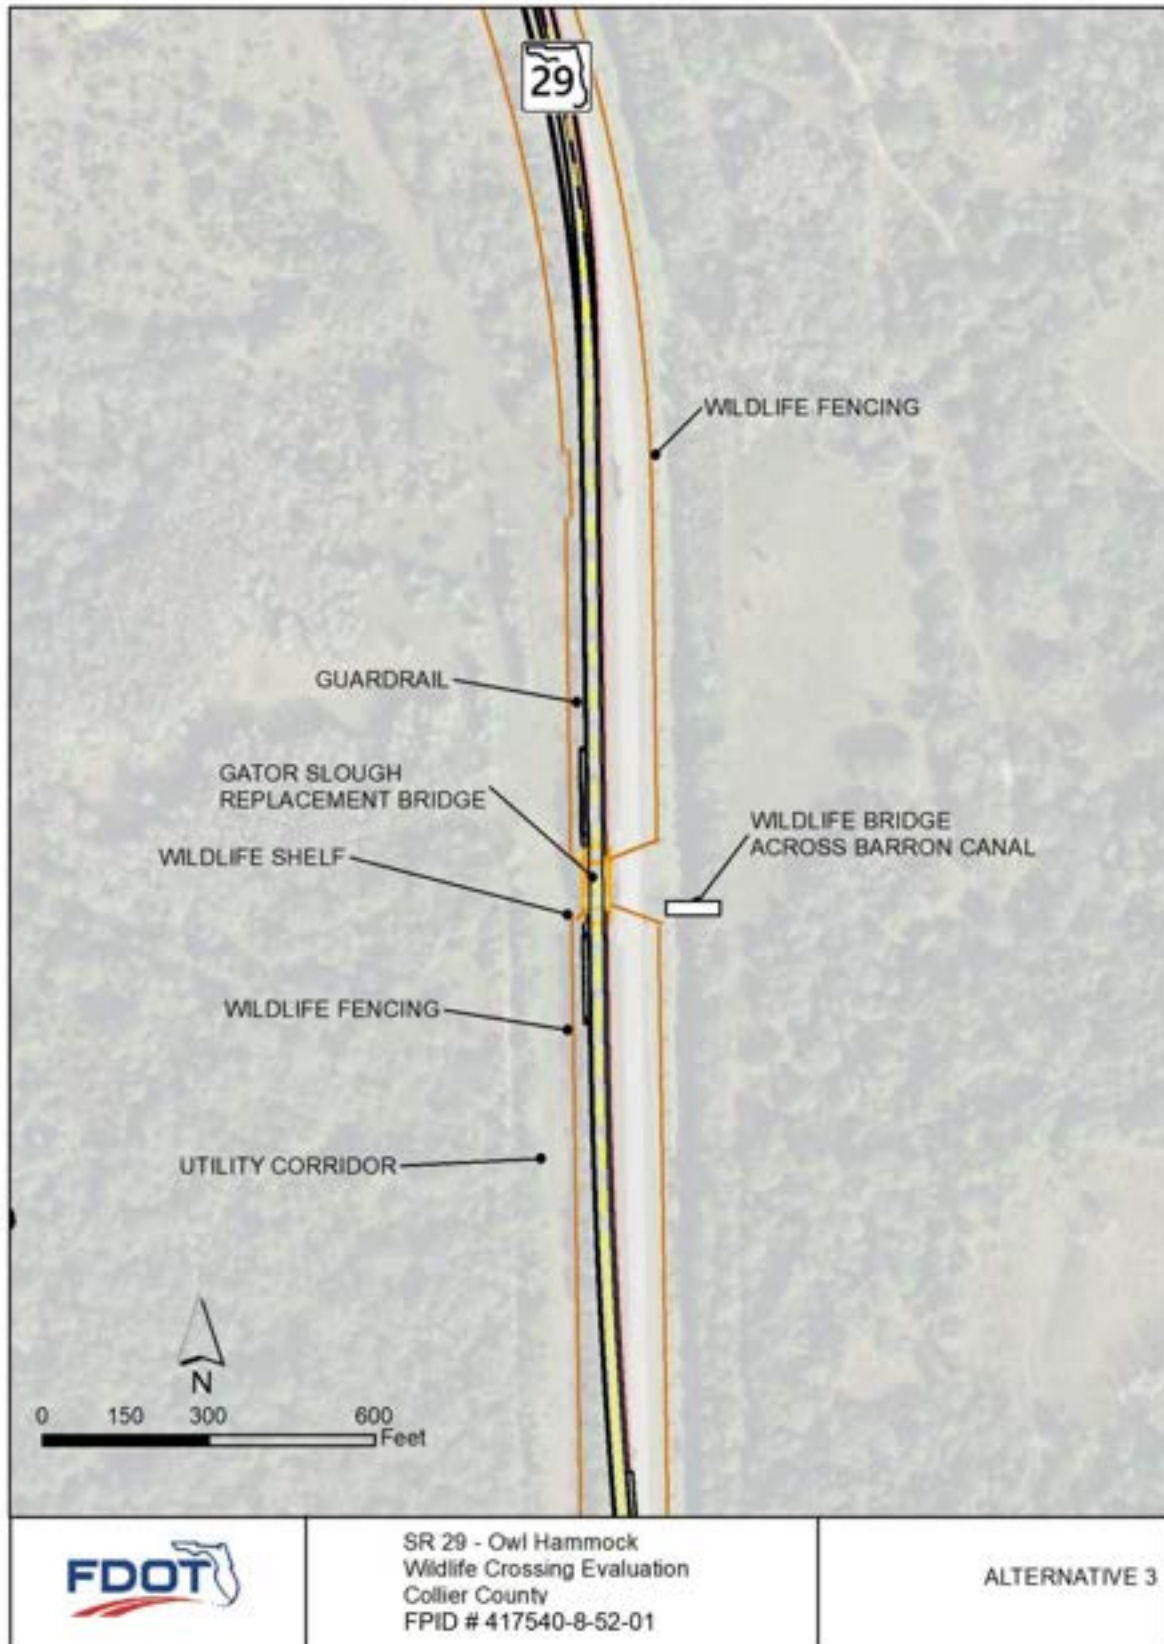 29
WILDLIFE FENCING
GUARDRAIL
GATOR SLOUGH
REPLACEMENT BRIDGE
WILDLIFE BRIDGE
ACROSS BARRON CANAL
WILDLIFE SHELF
WILDLIFE FENCING
UTILITY CORRIDOR
N
0 150 300 600
Feet
FDOT
SR 29 - Owl Hammock
Wildlife Crossing Evaluation
Collier County
FPID # 417540-8-52-01
ALTERNATIVE 3